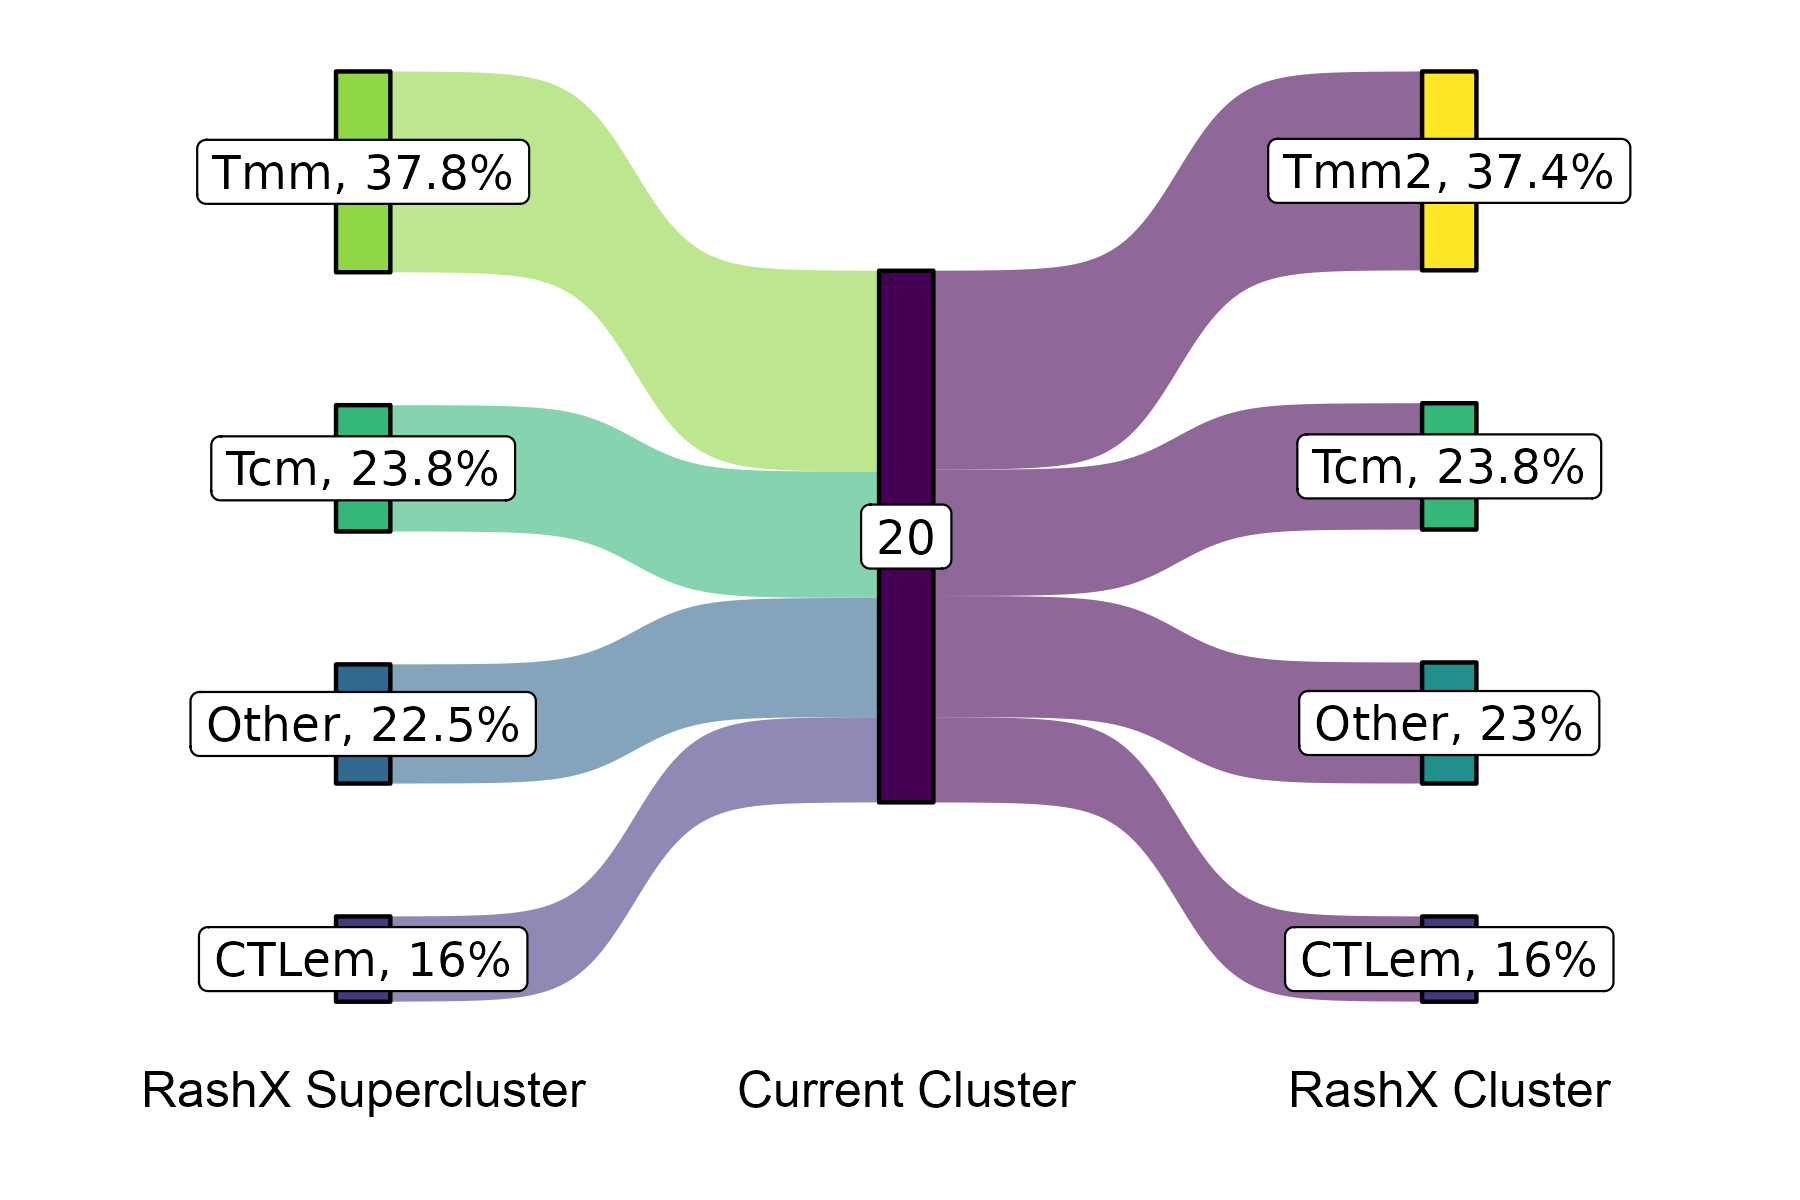 Tmm, 37.8%
Tmm2, 37.4%
Tcm, 23.8%
Tcm, 23.8%
20
Other, 22.5%
Other, 23%
CTLem, 16%
CTLem, 16%
RashX Supercluster
Current Cluster
RashX Cluster